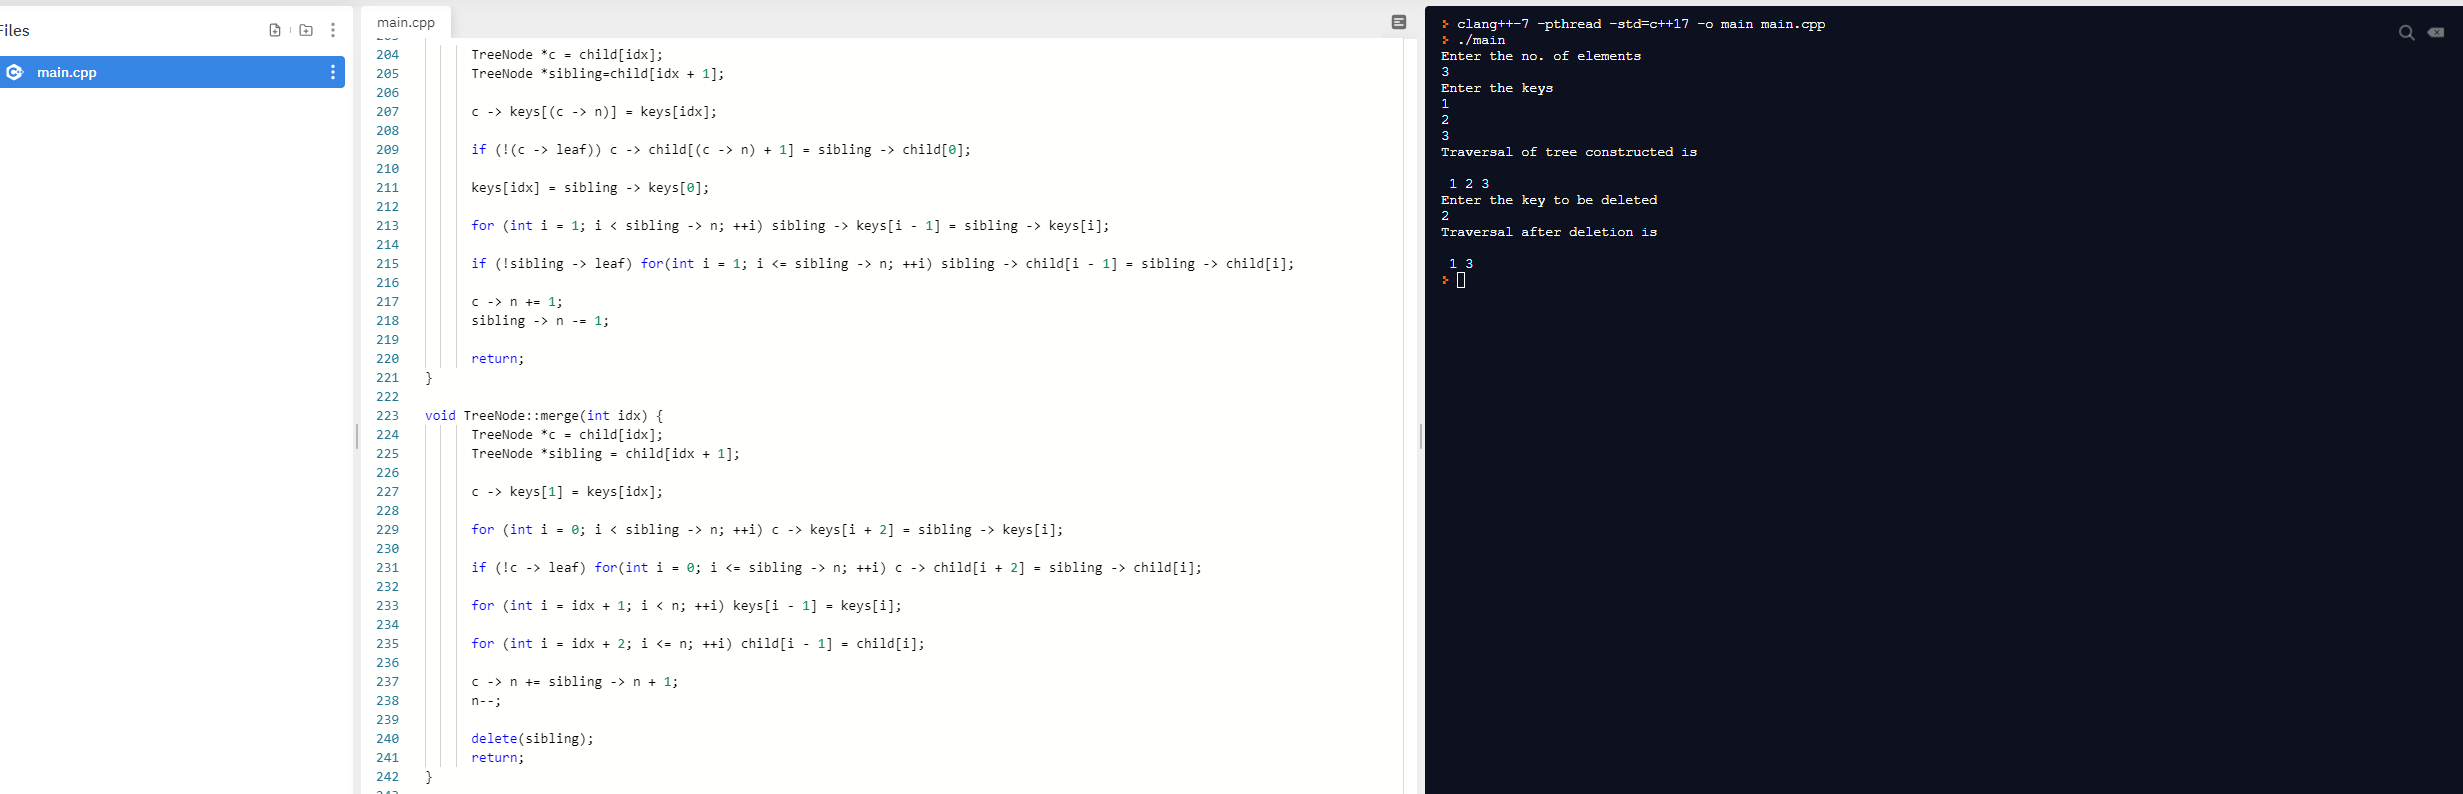 Files
main.cpp
main.cpp
204 TreeNode *c = child[idx];
205 TreeNode *sibling=child[idx + 1];
206
207 c -> keys[(c -> n)] = keys[idx];
208
209 if (!(c -> leaf)) c -> child[(c -> n) + 1] = sibling -> child[0];
210
211 keys[idx] = sibling -> keys[0];
212
213 for (int i = 1; i < sibling -> n; ++i) sibling -> keys[i - 1] = sibling -> keys[i];
214
215 if (!sibling -> leaf) for(int i = 1; i <= sibling -> n; ++i) sibling -> child[i - 1] = sibling -> child[i];
216
217 c -> n += 1;
218 sibling -> n -= 1;
219
220 return;
221 }
222
223 void TreeNode::merge(int idx) {
224 TreeNode *c = child[idx];
225 TreeNode *sibling = child[idx + 1];
226
227 c -> keys[1] = keys[idx];
228
229 for (int i = 0; i < sibling -> n; ++i) c -> keys[i + 2] = sibling -> keys[i];
230
231 if (!c -> leaf) for(int i = 0; i <= sibling -> n; ++i) c -> child[i + 2] = sibling -> child[i];
232
233 for (int i = idx + 1; i < n; ++i) keys[i - 1] = keys[i];
234
235 for (int i = idx + 2; i <= n; ++i) child[i - 1] = child[i];
236
237 c -> n += sibling -> n + 1;
238 n--;
239
240 delete(sibling);
241 return;
242 }
> clang++-7 -pthread -std=c++17 -o main main.cpp
> ./main
Enter the no. of elements
3
Enter the keys
1
2
3
Traversal of tree constructed is
1 2 3
Enter the key to be deleted
2
Traversal after deletion is
1 3
>